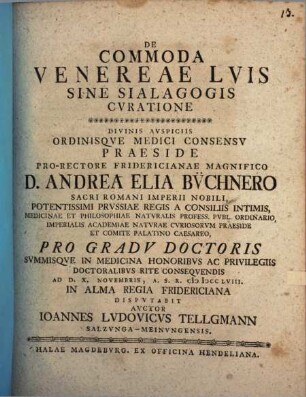 13.
DE
COMMODA
VENEREAE LVIS
SINE SIALAGOGIS
CVRATIONE
DIVINIS AVSPICIIS
ORDINISQVE MEDICI CONSENSV
PRAESIDE
PRO-RECTORE FRIDERICIANAE MAGNIFICO
D. ANDREA ELIA BÜCHNERO
SACRI ROMANI IMPERII NOBILI,
POTENTISSIMI PRVSSIAE REGIS A CONSILIIS INTIMIS,
MEDICINAE ET PHILOSOPHIAE NATVRALIS PROFESS. PVBL. ORDINARIO,
IMPERIALIS ACADEMIAE NATVRAE CVRIOSORVM PRAESIDE
ET COMITE PALATINO CAESAREO,
PRO GRADV DOCTORIS
SVMMISQVE IN MEDICINA HONORIBVS AC PRIVILEGIIS
DOCTORALIBVS RITE CONSEQVENDIS
AD D. X. NOVEMBRIS, A. S. R. CIƆ IƆCC LVIII.
IN ALMA REGIA FRIDERICIANA
DISPVTABIT
AVCTOR
IOANNES LVDOVICVS TELLGMANN
SALZVNGA-MEINVNGENSIS.
HALAE MAGDEBVRG. EX OFFICINA HENDELIANA.